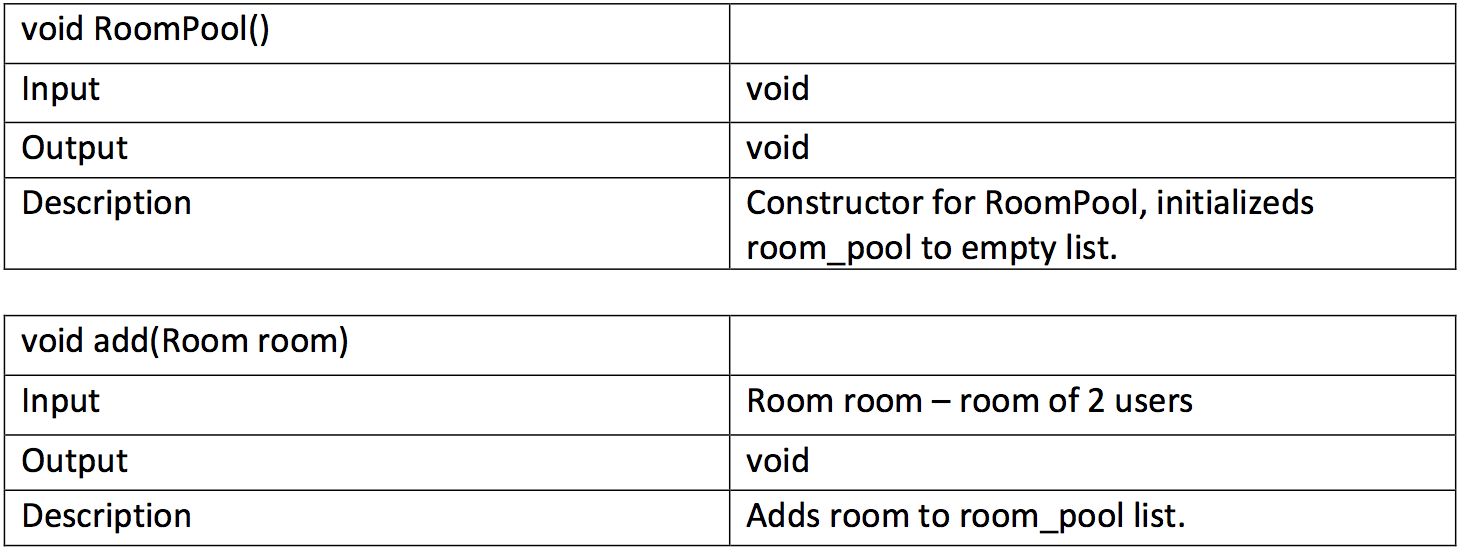 void RoomPool()
Input void
Output void
Description Constructor for RoomPool, initializeds
room_pool to empty list.
void add(Room room)
Input Room room – room of 2 users
Output void
Description Adds room to room_pool list.